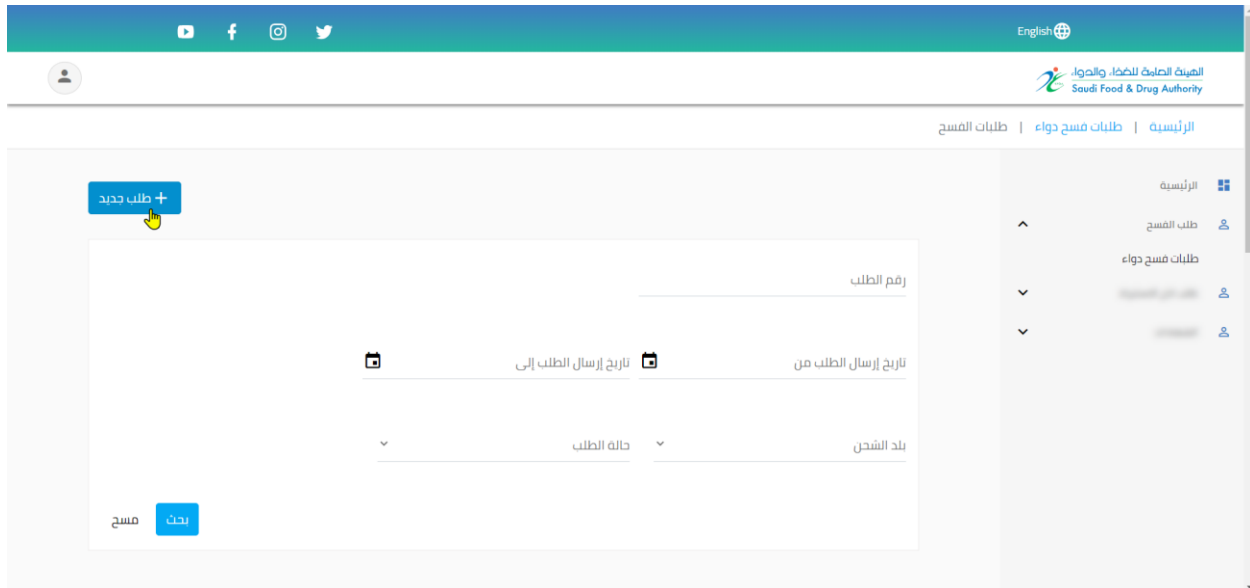 English
الهيئة العامة للغذاء والدواء
Saudi Food & Drug Authority
الرئيسية | طلبات فسح دواء | طلبات الفسح
الرئيسية
طلب الفسح
طلبات فسح دواء
+ طلب جديد
رقم الطلب
تاريخ إرسال الطلب من
تاريخ إرسال الطلب إلى
بلد الشحن
حالة الطلب
بحث
مسح